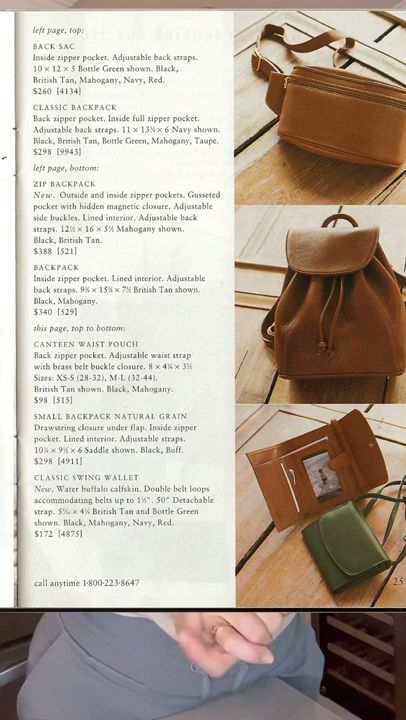 left page, top:
BACK SAC
Inside zipper pocket. Adjustable back straps.
10 × 12 × 5 Bottle Green shown. Black,
British Tan, Mahogany, Navy, Red.
$260 [4134]
CLASSIC BACKPACK
Back zipper pocket. Inside full zipper pocket.
Adjustable back straps. 11 × 13¾ × 6 Navy shown.
Black, British Tan, Bottle Green, Mahogany, Taupe.
$298 [9943]
left page, bottom:
ZIP BACKPACK
New. Outside and inside zipper pockets. Gusseted
pocket with hidden magnetic closure. Adjustable
side buckles. Lined interior. Adjustable back
straps. 12½ × 16 × 5½ Mahogany shown.
Black, British Tan.
$388 [521]
BACKPACK
Inside zipper pocket. Lined interior. Adjustable
back straps. 9¾ × 15¾ × 7½ British Tan shown.
Black, Mahogany.
$340 [529]
this page, top to bottom:
CANTEEN WAIST POUCH
Back zipper pocket. Adjustable waist strap
with brass belt buckle closure. 8 × 4¼ × 3½
Sizes: XS-S (28-32), M-L (32-44).
British Tan shown. Black, Mahogany.
$98 [515]
SMALL BACKPACK-NATURAL GRAIN
Drawstring closure under flap. Inside zipper
pocket. Lined interior. Adjustable straps.
10¼ × 9½ × 6 Saddle shown. Black, Buff.
$298 [4911]
CLASSIC SWING WALLET
New. Water buffalo calfskin. Double belt loops
accommodating belts up to 1½". 50" Detachable
strap. × 4¼ British Tan and Bottle Green
shown. Black, Mahogany, Navy, Red.
$172 [4875]
call anytime 1-800-223-8647
25